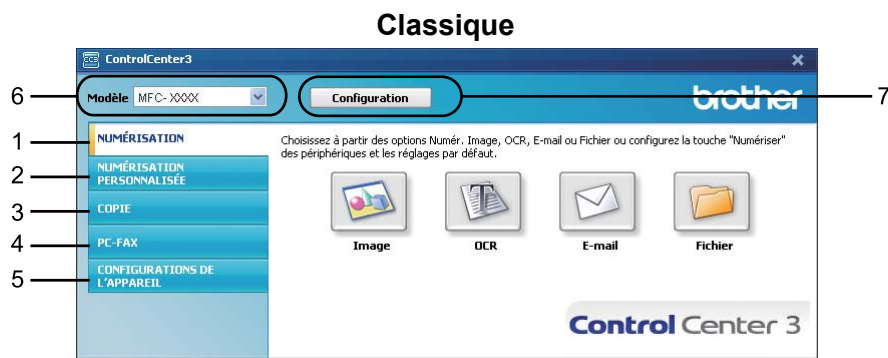 Classique
ControlCenter3
6
Modèle MFC- XXXX
Configuration
brother
7
1
NUMÉRISATION
Choisissez à partir des options Numér. Image, OCR, E-mail ou Fichier ou configurez la touche "Numériser"
des périphériques et les réglages par défaut.
2
NUMÉRISATION
PERSONNALISÉE
3
COPIE
4
PC-FAX
5
CONFIGURATIONS DE
L'APPAREIL
Image
OCR
E-mail
Fichier
Control Center 3